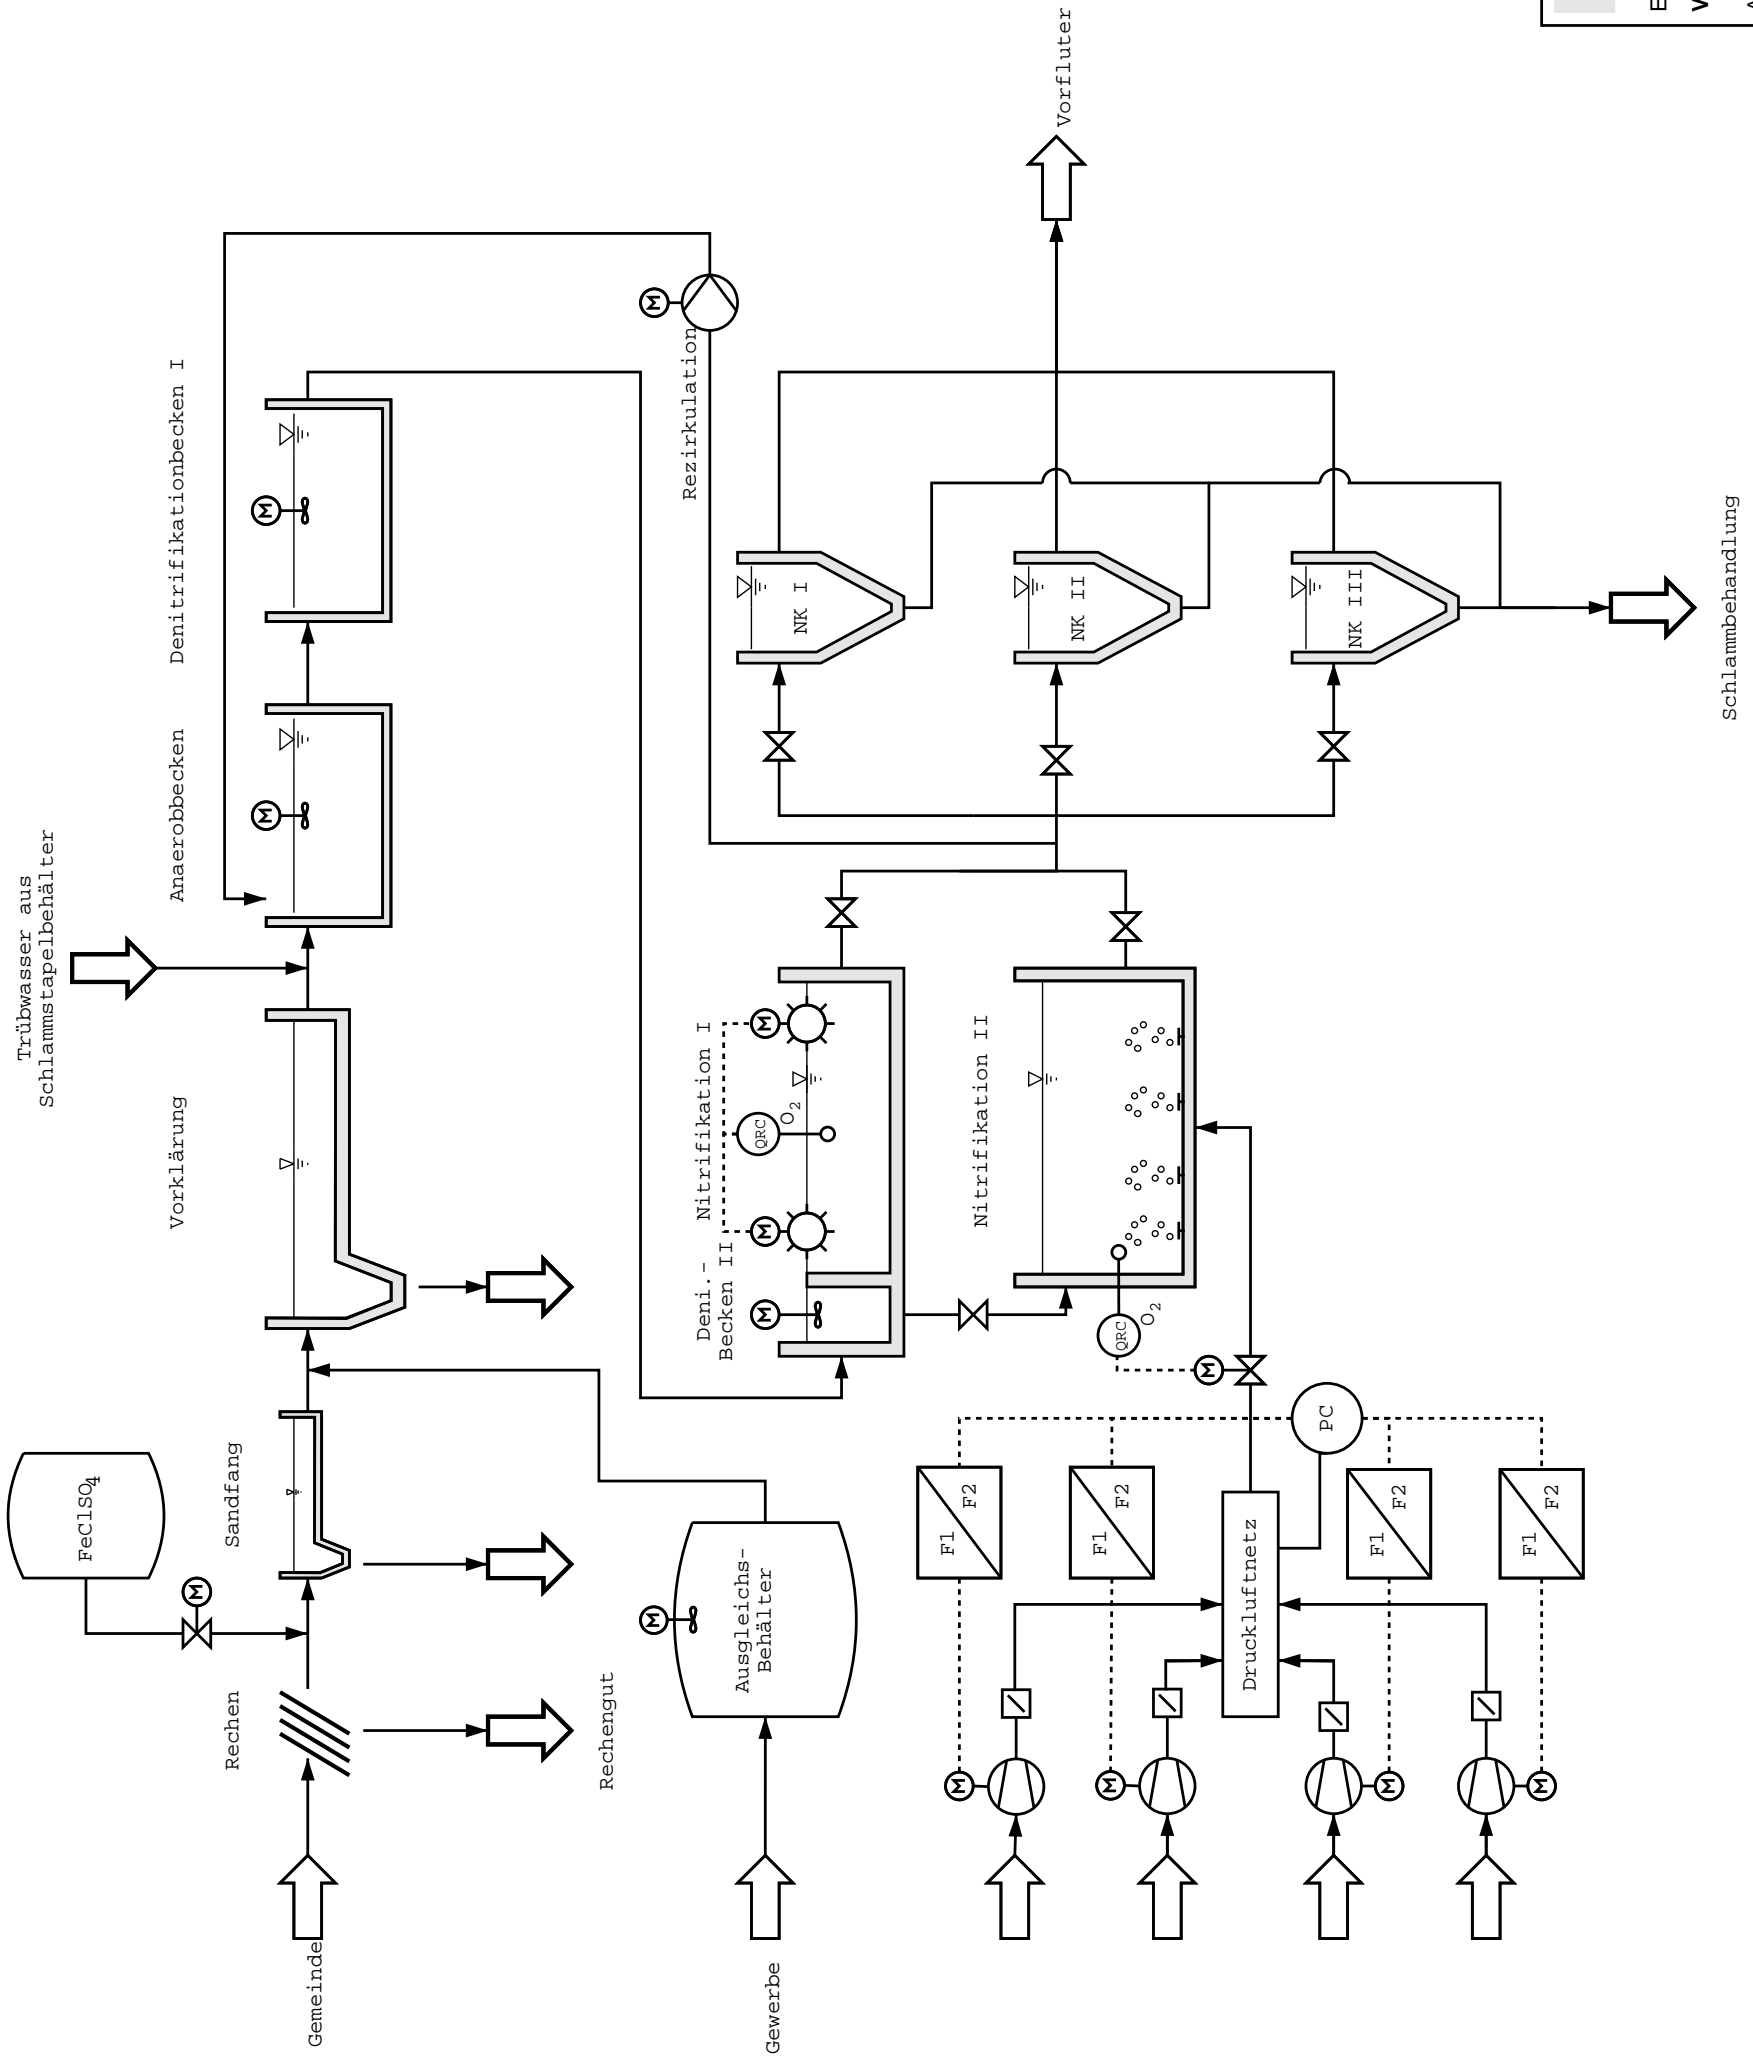 Trübwasser aus
Schlammstapelbehälter
FeClSO4
M
Rechen
Sandfang
Vorklärung
Anaerobbecken
Denitrifikationbecken I
M
M
Gemeinde
Rechengut
M
Rezirkulation
M
Ausgleichs-
Behälter
Gewerbe
Deni.-
Becken II
Nitrifikation I
M
M
M
QRC
O2
NK I
Nitrifikation II
QRC
O2
M
NK II
Vorfluter
NK III
F1
F2
M
F1
F2
M
Druckluftnetz
PC
F1
F2
M
F1
F2
M
Schlammbehandlung
E
V